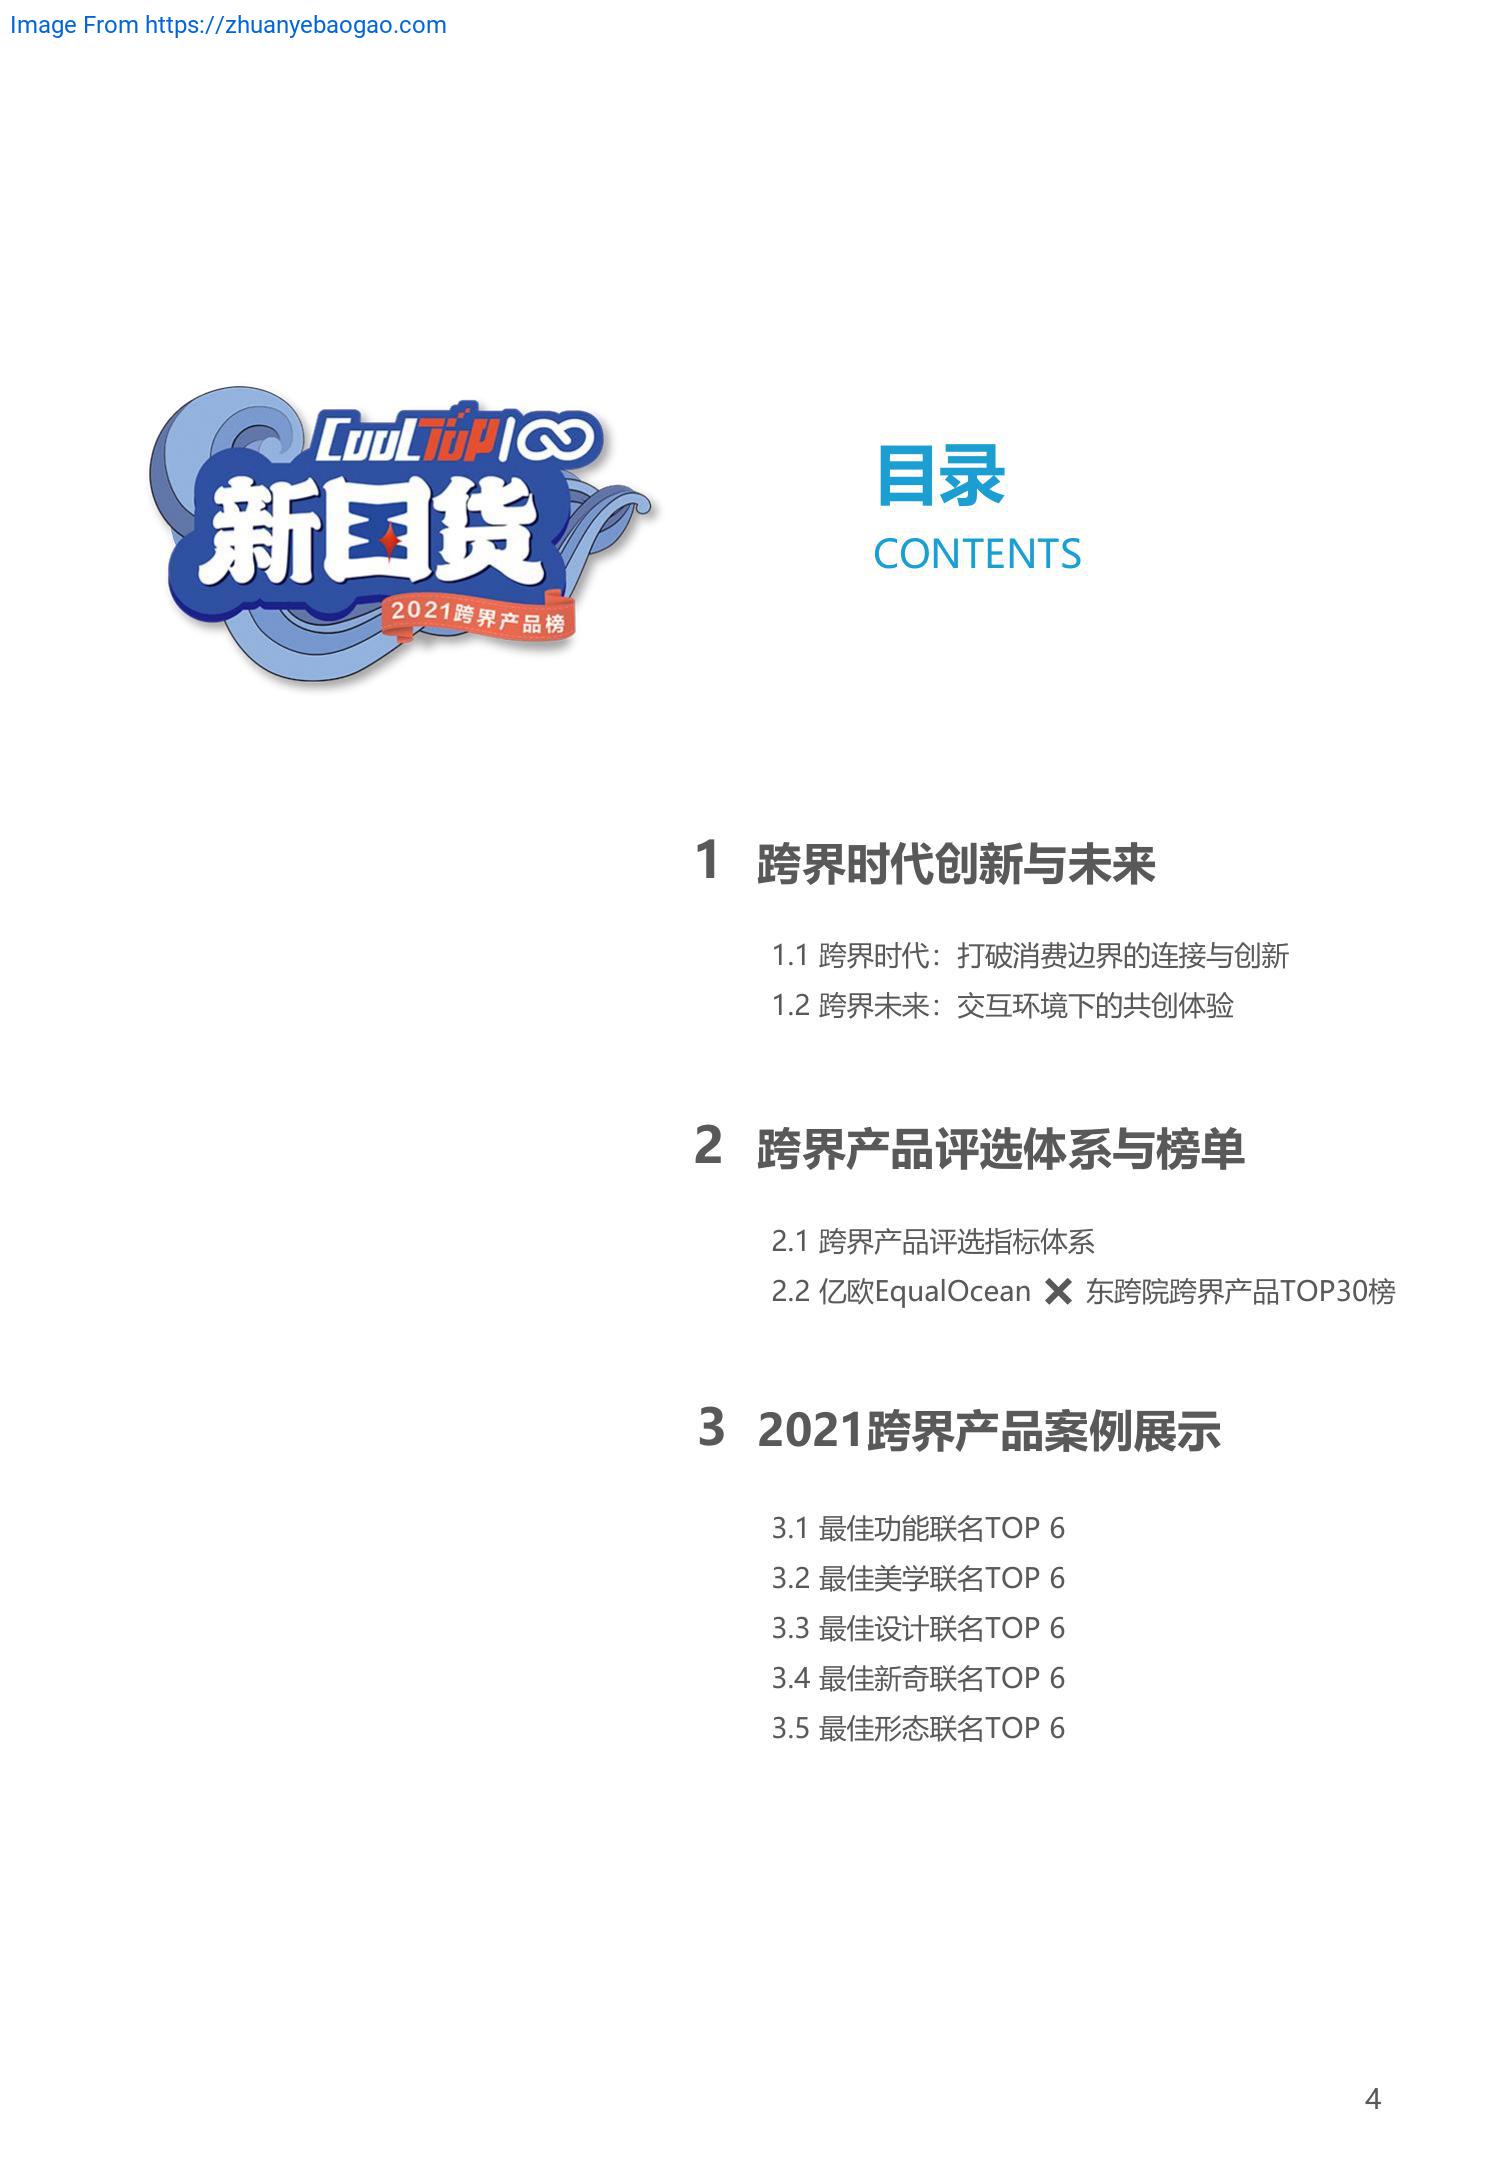 Image From https://zhuanyebaogao.com
CoolTop|
新国货
2021跨界产品榜
目录
CONTENTS
1 跨界时代创新与未来
1.1 跨界时代：打破消费边界的连接与创新
1.2 跨界未来：交互环境下的共创体验
2 跨界产品评选体系与榜单
2.1 跨界产品评选指标体系
2.2 亿欧EqualOcean ✖ 东跨院跨界产品TOP30榜
3 2021跨界产品案例展示
3.1 最佳功能联名TOP 6
3.2 最佳美学联名TOP 6
3.3 最佳设计联名TOP 6
3.4 最佳新奇联名TOP 6
3.5 最佳形态联名TOP 6
4